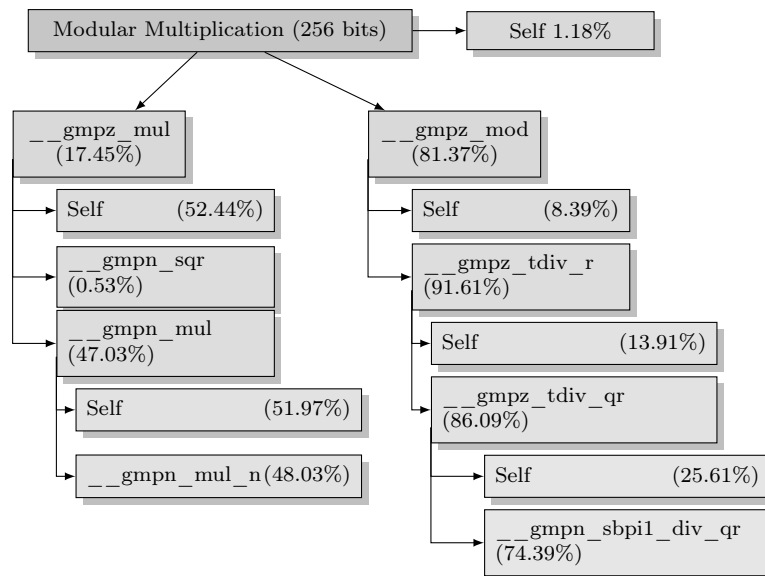 Modular Multiplication (256 bits)
Self 1.18%
__gmpz_mul
(17.45%)
Self (52.44%)
__gmpn_sqr
(0.53%)
__gmpn_mul
(47.03%)
Self (51.97%)
__gmpn_mul_n(48.03%)
__gmpz_mod
(81.37%)
Self (8.39%)
__gmpz_tdiv_r
(91.61%)
Self (13.91%)
__gmpz_tdiv_qr
(86.09%)
Self (25.61%)
__gmpn_sbpi1_div_qr
(74.39%)